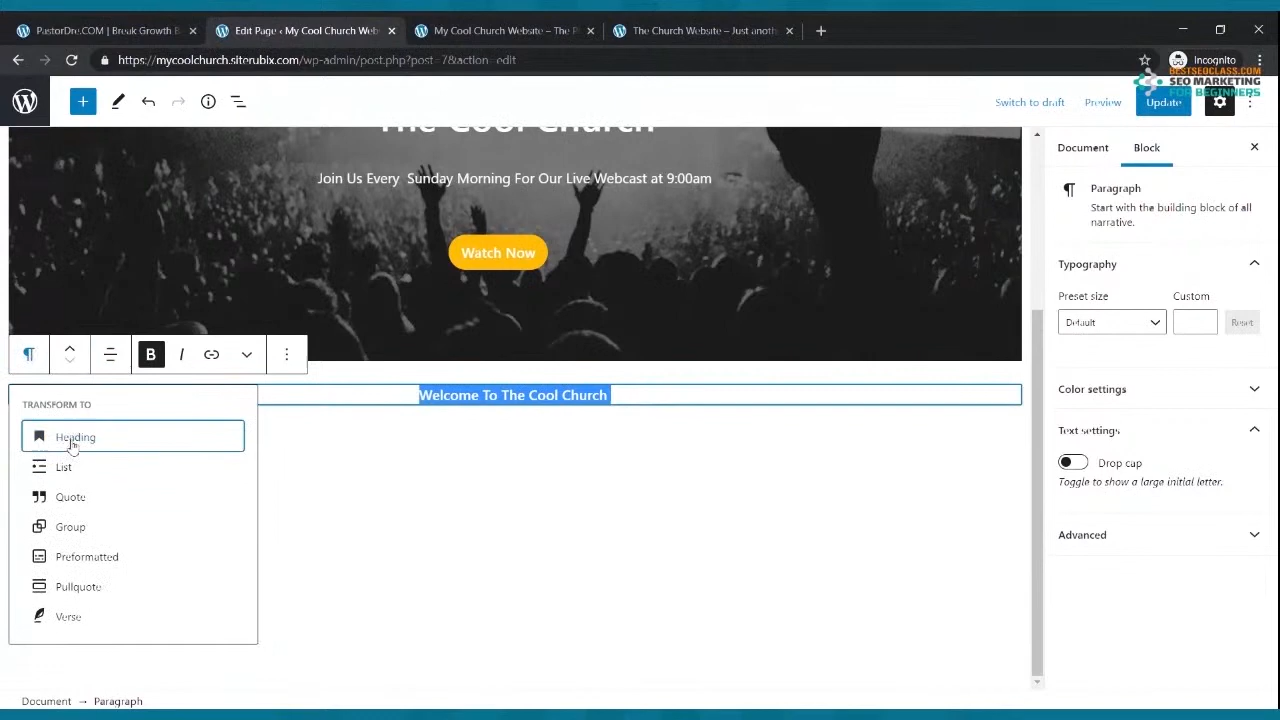 PastorDre.COM | Break Growth B
Edit Page ‹ My Cool Church Web
My Cool Church Website – The P
The Church Website – Just anoth
https://mycoolchurch.siterubix.com/wp-admin/post.php?post=7&action=edit
Incognito
BESTSEOCLASS.COM
SEO MARKETING
FOR BEGINNERS
Switch to draft
Preview
Update
The Cool Church
Join Us Every Sunday Morning For Our Live Webcast at 9:00am
Watch Now
B
I
Welcome To The Cool Church
TRANSFORM TO
Heading
List
Quote
Group
Preformatted
Pullquote
Verse
Document
Block
Paragraph
Start with the building block of all
narrative.
Typography
Preset size
Custom
Default
Reset
Color settings
Text settings
Drop cap
Toggle to show a large initial letter.
Advanced
Document → Paragraph